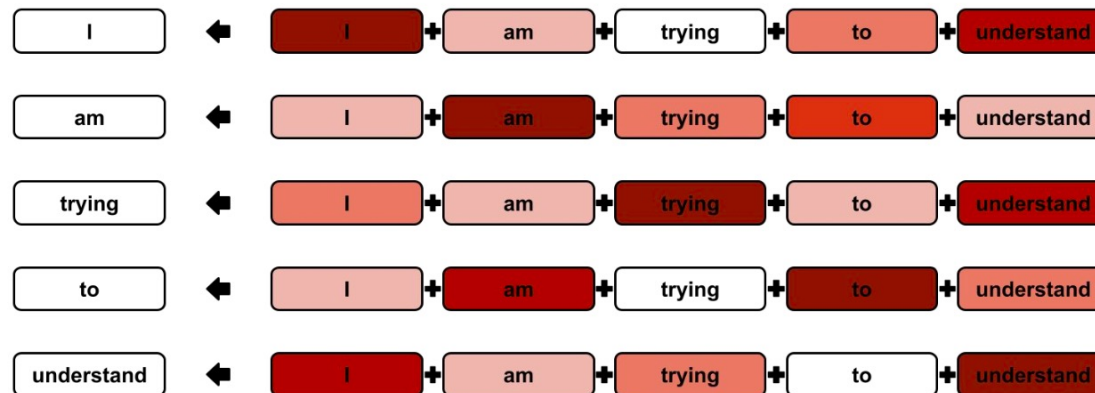 I I + am + trying + to + understand
am I + am + trying + to + understand
trying I + am + trying + to + understand
to I + am + trying + to + understand
understand I + am + trying + to + understand